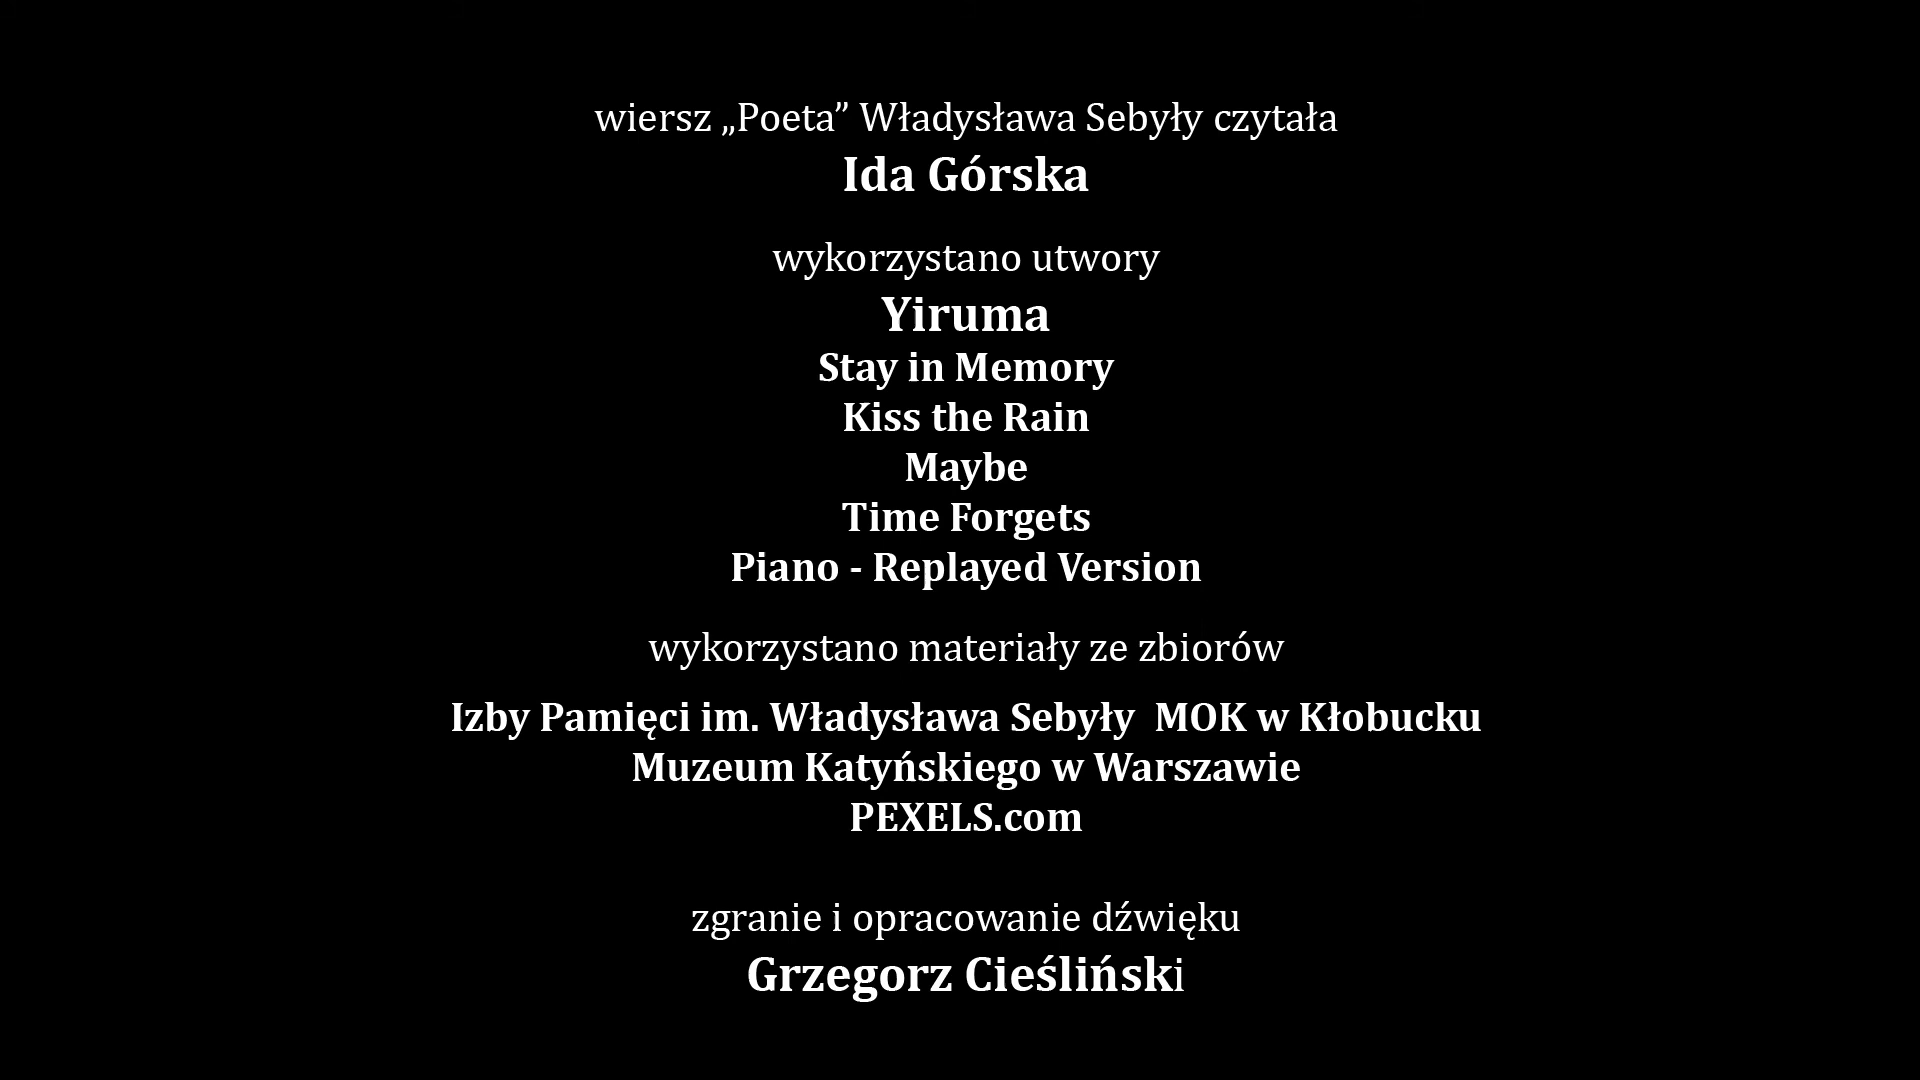 wiersz „Poeta” Władysława Sebyły czytała
Ida Górska
wykorzystano utwory
Yiruma
Stay in Memory
Kiss the Rain
Maybe
Time Forgets
Piano - Replayed Version
wykorzystano materiały ze zbiorów
Izby Pamięci im. Władysława Sebyły  MOK w Kłobucku
Muzeum Katyńskiego w Warszawie
PEXELS.com
zgranie i opracowanie dźwięku
Grzegorz Cieśliński